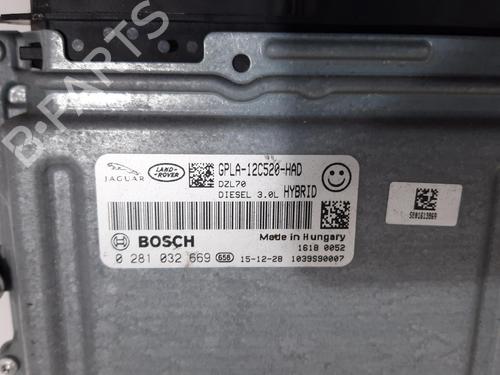 B-PARTS
JAGUAR
LAND-
ROVER
GPLA-12C520-HAD
DZL70
DIESEL 3.0L HYBRID
BOSCH
Made in Hungary
1618 0052
0 281 032 669 658 15-12-28 1039S90007
SE01613969